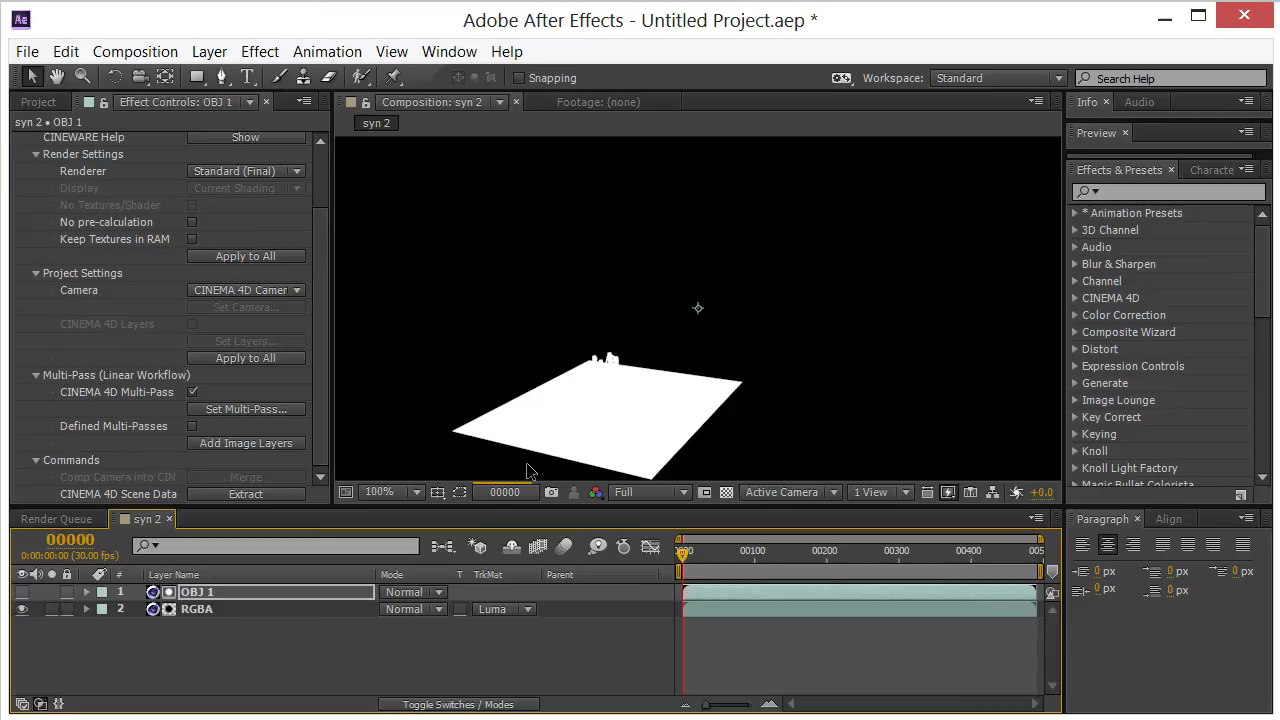 Ae
Adobe After Effects - Untitled Project.aep *
File Edit Composition Layer Effect Animation View Window Help
T Snapping Workspace: Standard Search Help
Project Effect Controls: OBJ 1 Composition: syn 2 Footage: (none) Info Audio
syn 2 • OBJ 1 syn 2
Preview
CINEWARE Help Show
Render Settings
Renderer Standard (Final)
Effects & Presets Characte
Display Current Shading
No Textures/Shader
No pre-calculation
Keep Textures in RAM
Apply to All
Project Settings
Camera CINEMA 4D Camer
Set Camera...
CINEMA 4D Layers
Set Layers...
Apply to All
Multi-Pass (Linear Workflow)
CINEMA 4D Multi-Pass
Set Multi-Pass...
Defined Multi-Passes
Add Image Layers
Commands
Comp Camera into CIN Merge
CINEMA 4D Scene Data Extract
* Animation Presets
3D Channel
Audio
Blur & Sharpen
Channel
CINEMA 4D
Color Correction
Composite Wizard
Distort
Expression Controls
Generate
Image Lounge
Key Correct
Keying
Knoll
Knoll Light Factory
Magic Bullet Colorista
100% 00000 Full Active Camera 1 View +0.0
Render Queue syn 2 Paragraph Align
00000
0:00:00:00 (30.00 fps)
00100 00200 00300 00400 005
# Layer Name Mode T TrkMat Parent
1 OBJ 1 Normal
2 RGBA Normal Luma
0 px 0 px 0 px
0 px 0 px
Toggle Switches / Modes